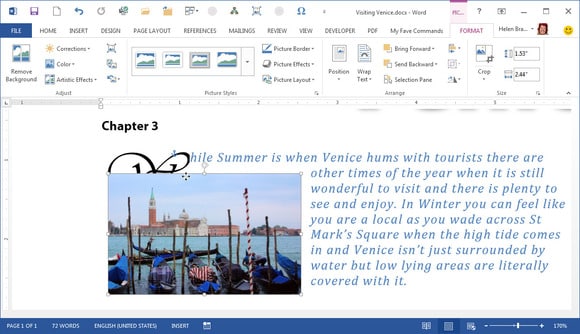 Visiting Venice.docx - Word
PIC...
FILE HOME INSERT DESIGN PAGE LAYOUT REFERENCES MAILINGS REVIEW VIEW DEVELOPER My Fave Commands FORMAT Helen Bra...
Remove Background
Corrections
Color
Artistic Effects
Adjust
Picture Styles
Picture Border
Picture Effects
Picture Layout
Position
Wrap Text
Bring Forward
Send Backward
Selection Pane
Arrange
Crop
1.53"
2.44"
Size
Chapter 3
While Summer is when Venice hums with tourists there are
other times of the year when it is still
wonderful to visit and there is plenty to
see and enjoy. In Winter you can feel like
you are a local as you wade across St
Mark's Square when the high tide comes
in and Venice isn't just surrounded by
water but low lying areas are literally
covered with it.
PAGE 1 OF 1 72 WORDS ENGLISH (UNITED STATES) INSERT 170%